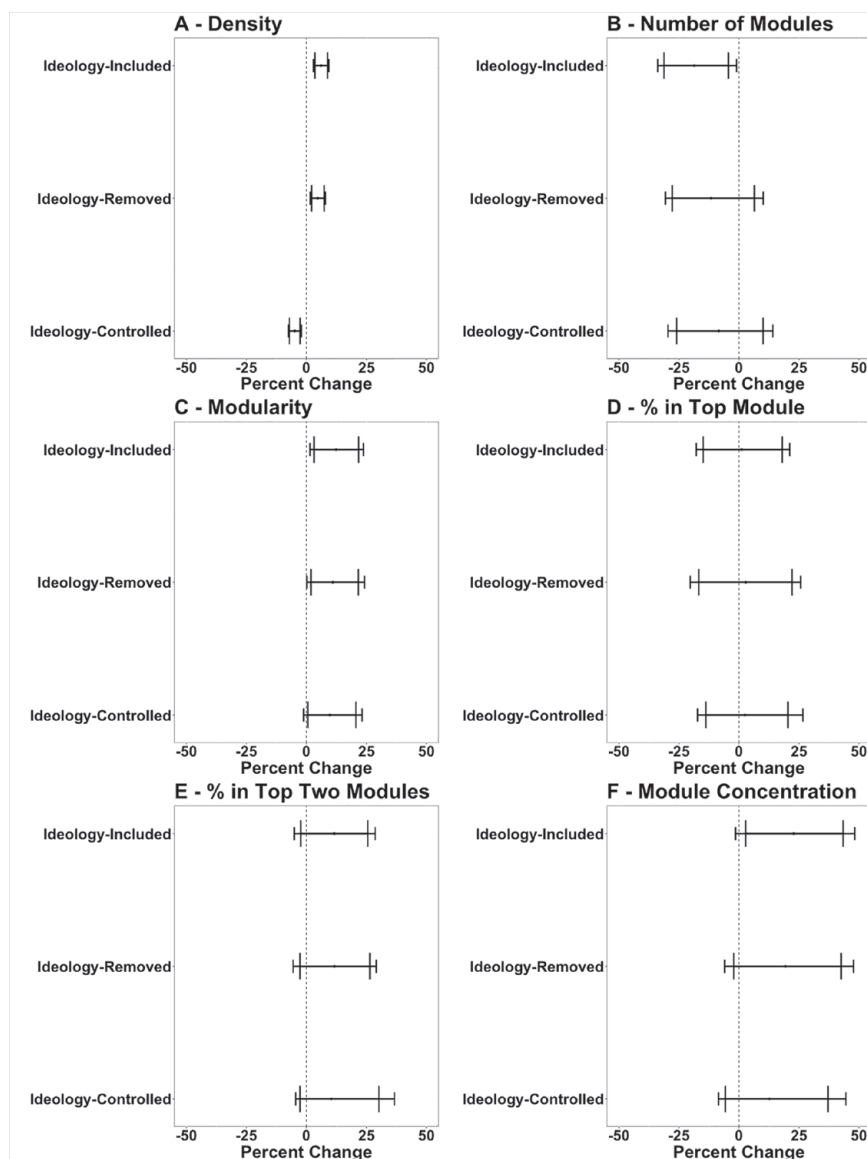 A - Density
Ideology-Included
Ideology-Removed
Ideology-Controlled
-50 -25 0 25 50
Percent Change
B - Number of Modules
Ideology-Included
Ideology-Removed
Ideology-Controlled
-50 -25 0 25 50
Percent Change
C - Modularity
Ideology-Included
Ideology-Removed
Ideology-Controlled
-50 -25 0 25 50
Percent Change
D - % in Top Module
Ideology-Included
Ideology-Removed
Ideology-Controlled
-50 -25 0 25 50
Percent Change
E - % in Top Two Modules
Ideology-Included
Ideology-Removed
Ideology-Controlled
-50 -25 0 25 50
Percent Change
F - Module Concentration
Ideology-Included
Ideology-Removed
Ideology-Controlled
-50 -25 0 25 50
Percent Change